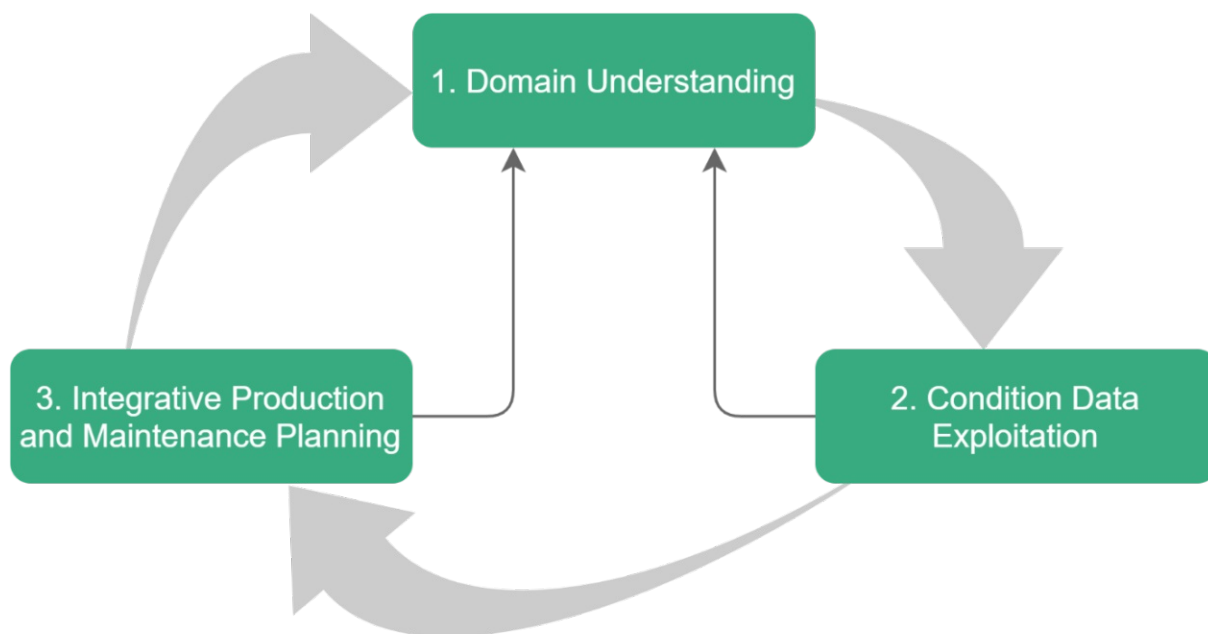 1. Domain Understanding
3. Integrative Production
and Maintenance Planning
2. Condition Data
Exploitation